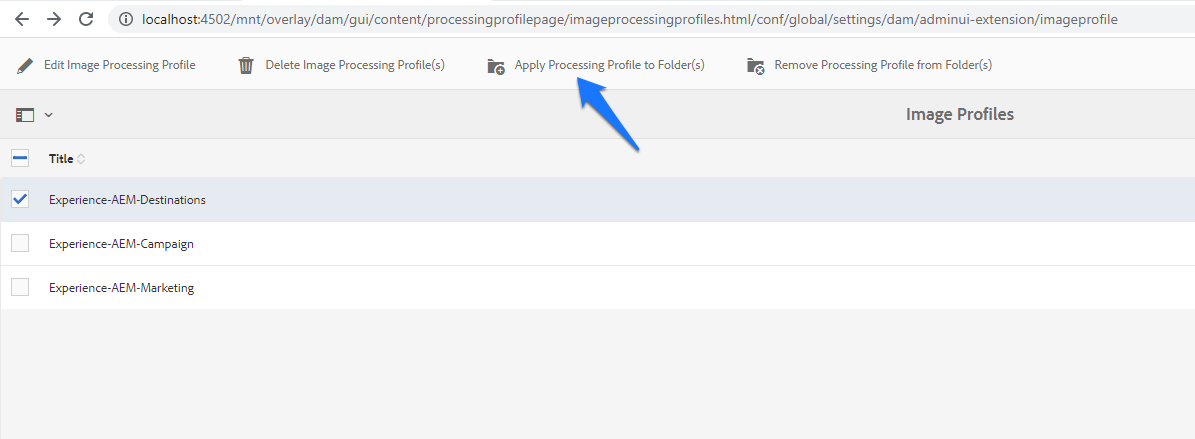 localhost:4502/mnt/overlay/dam/gui/content/processingprofilepage/imageprocessingprofiles.html/conf/global/settings/dam/adminui-extension/imageprofile
Edit Image Processing Profile Delete Image Processing Profile(s) Apply Processing Profile to Folder(s) Remove Processing Profile from Folder(s)
Image Profiles
Title
Experience-AEM-Destinations
Experience-AEM-Campaign
Experience-AEM-Marketing